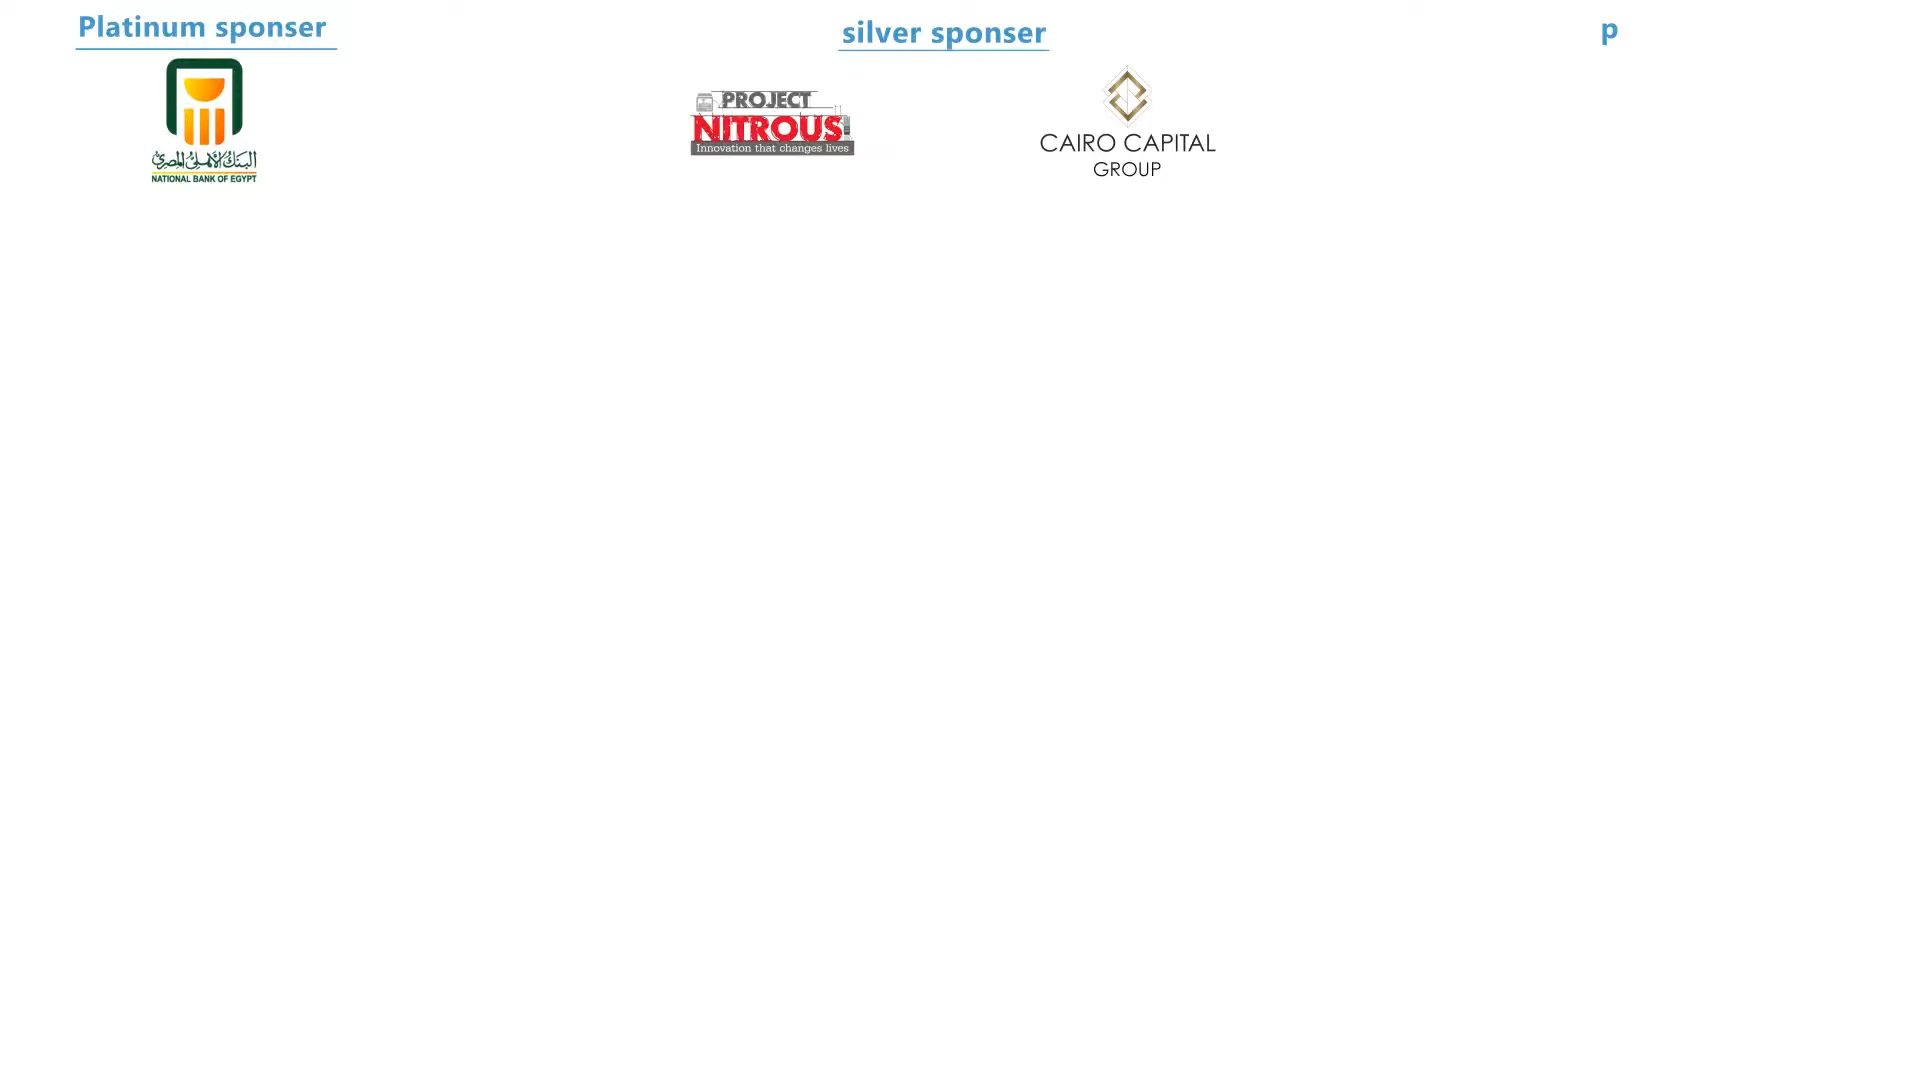 Platinum sponser
silver sponser
p
البنك الأهلي المصري
NATIONAL BANK OF EGYPT
PROJECT
NITROUS
Innovation that changes lives
CAIRO CAPITAL
GROUP